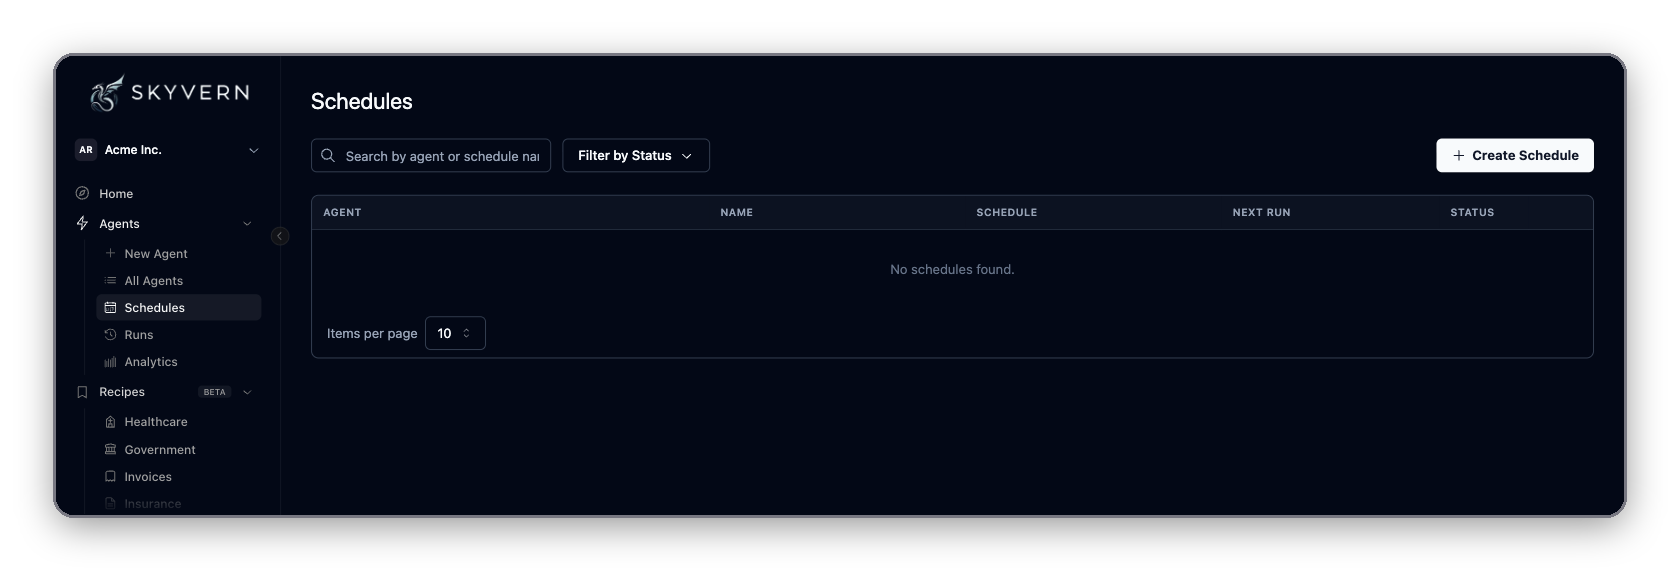 SKYVERN
AR Acme Inc.
Home
Agents
New Agent
All Agents
Schedules
Runs
Analytics
Recipes BETA
Healthcare
Government
Invoices
Insurance
Schedules
Search by agent or schedule nar
Filter by Status
+ Create Schedule
AGENT NAME SCHEDULE NEXT RUN STATUS
No schedules found.
Items per page 10